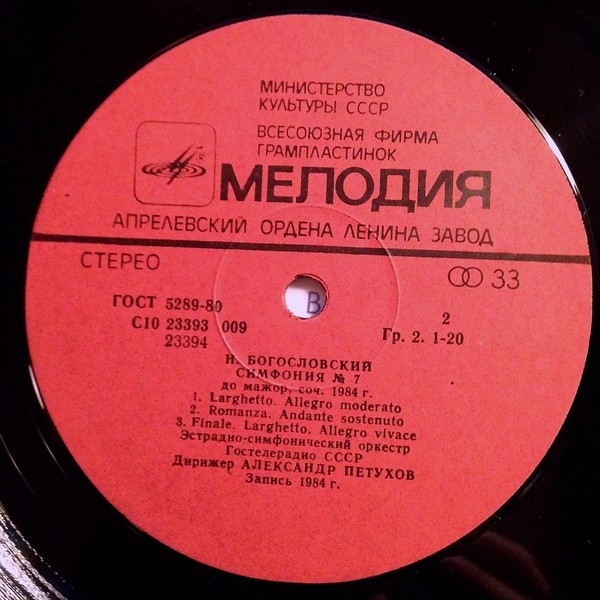 МИНИСТЕРСТВО
КУЛЬТУРЫ СССР
ВСЕСОЮЗНАЯ ФИРМА
ГРАМПЛАСТИНОК
МЕЛОДИЯ
АПРЕЛЕВСКИЙ ОРДЕНА ЛЕНИНА ЗАВОД
СТЕРЕО
33
ГОСТ 5289-80
В
С10 23393 009
2
23394
Гр. 2. 1-20
Н. БОГОСЛОВСКИЙ
СИМФОНИЯ № 7
до мажор, соч. 1984 г.
1. Larghetto. Allegro moderato
2. Romanza. Andante sostenuto
3. Finale. Larghetto. Allegro vivace
Эстрадно-симфонический оркестр
Гостелерадио СССР
Дирижер АЛЕКСАНДР ПЕТУХОВ
Запись 1984 г.